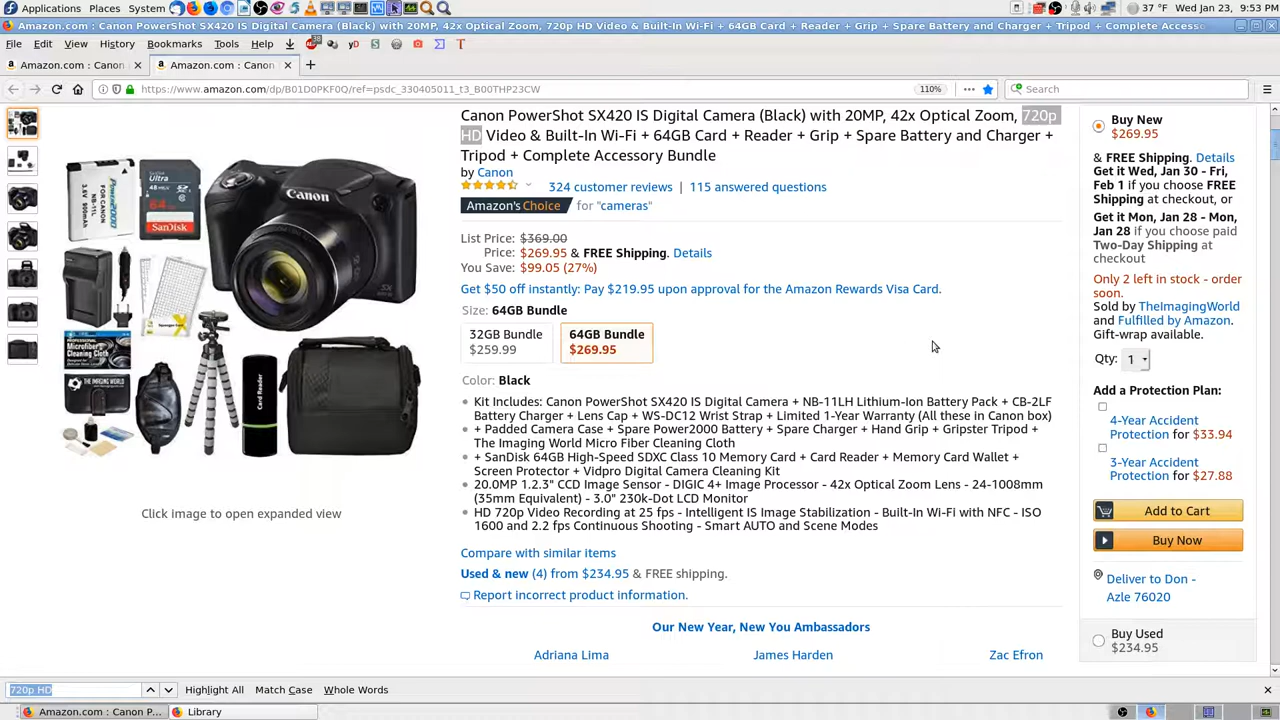 Applications Places System 37 °F Wed Jan 23, 9:53 PM
Amazon.com : Canon PowerShot SX420 IS Digital Camera (Black) with 20MP, 42x Optical Zoom, 720p HD Video & Built-In Wi-Fi + 64GB Card + Reader + Grip + Spare Battery and Charger + Tripod + Complete Access
File Edit View History Bookmarks Tools Help
Amazon.com : Canon
Amazon.com : Canon
https://www.amazon.com/dp/B01D0PKF0Q/ref=psdc_330405011_t3_B00THP23CW 110% Search
Canon PowerShot SX420 IS Digital Camera (Black) with 20MP, 42x Optical Zoom, 720p
HD Video & Built-In Wi-Fi + 64GB Card + Reader + Grip + Spare Battery and Charger +
Tripod + Complete Accessory Bundle
by Canon
324 customer reviews | 115 answered questions
Amazon's Choice for "cameras"
List Price: $369.00
Price: $269.95 & FREE Shipping. Details
You Save: $99.05 (27%)
Get $50 off instantly: Pay $219.95 upon approval for the Amazon Rewards Visa Card.
Size: 64GB Bundle
32GB Bundle
$259.99
64GB Bundle
$269.95
Color: Black
Kit Includes: Canon PowerShot SX420 IS Digital Camera + NB-11LH Lithium-Ion Battery Pack + CB-2LF
Battery Charger + Lens Cap + WS-DC12 Wrist Strap + Limited 1-Year Warranty (All these in Canon box)
+ Padded Camera Case + Spare Power2000 Battery + Spare Charger + Hand Grip + Gripster Tripod +
The Imaging World Micro Fiber Cleaning Cloth
+ SanDisk 64GB High-Speed SDXC Class 10 Memory Card + Card Reader + Memory Card Wallet +
Screen Protector + Vidpro Digital Camera Cleaning Kit
20.0MP 1.2.3" CCD Image Sensor - DIGIC 4+ Image Processor - 42x Optical Zoom Lens - 24-1008mm
(35mm Equivalent) - 3.0" 230k-Dot LCD Monitor
HD 720p Video Recording at 25 fps - Intelligent IS Image Stabilization - Built-In Wi-Fi with NFC - ISO
1600 and 2.2 fps Continuous Shooting - Smart AUTO and Scene Modes
Compare with similar items
Used & new (4) from $234.95 & FREE shipping.
Report incorrect product information.
Our New Year, New You Ambassadors
Adriana Lima James Harden Zac Efron
Canon
SanDisk
Ultra
64
Card Reader
THE IMAGING WORLD
Microfiber
Click image to open expanded view
Buy New
$269.95
& FREE Shipping. Details
Get it Wed, Jan 30 - Fri,
Feb 1 if you choose FREE
Shipping at checkout, or
Get it Mon, Jan 28 - Mon,
Jan 28 if you choose paid
Two-Day Shipping at
checkout
Only 2 left in stock - order
soon.
Sold by TheImagingWorld
and Fulfilled by Amazon.
Gift-wrap available.
Qty: 1
Add a Protection Plan:
4-Year Accident
Protection for $33.94
3-Year Accident
Protection for $27.88
Add to Cart
Buy Now
Deliver to Don -
Azle 76020
Buy Used
$234.95
720p HD Highlight All Match Case Whole Words
Amazon.com : Canon P...
Library